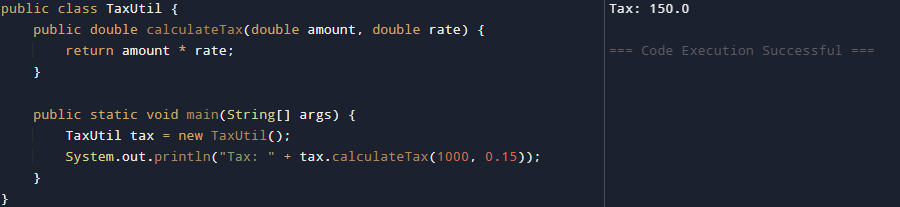 public class TaxUtil {
    public double calculateTax(double amount, double rate) {
        return amount * rate;
    }

    public static void main(String[] args) {
        TaxUtil tax = new TaxUtil();
        System.out.println("Tax: " + tax.calculateTax(1000, 0.15));
    }
}
Tax: 150.0

=== Code Execution Successful ===